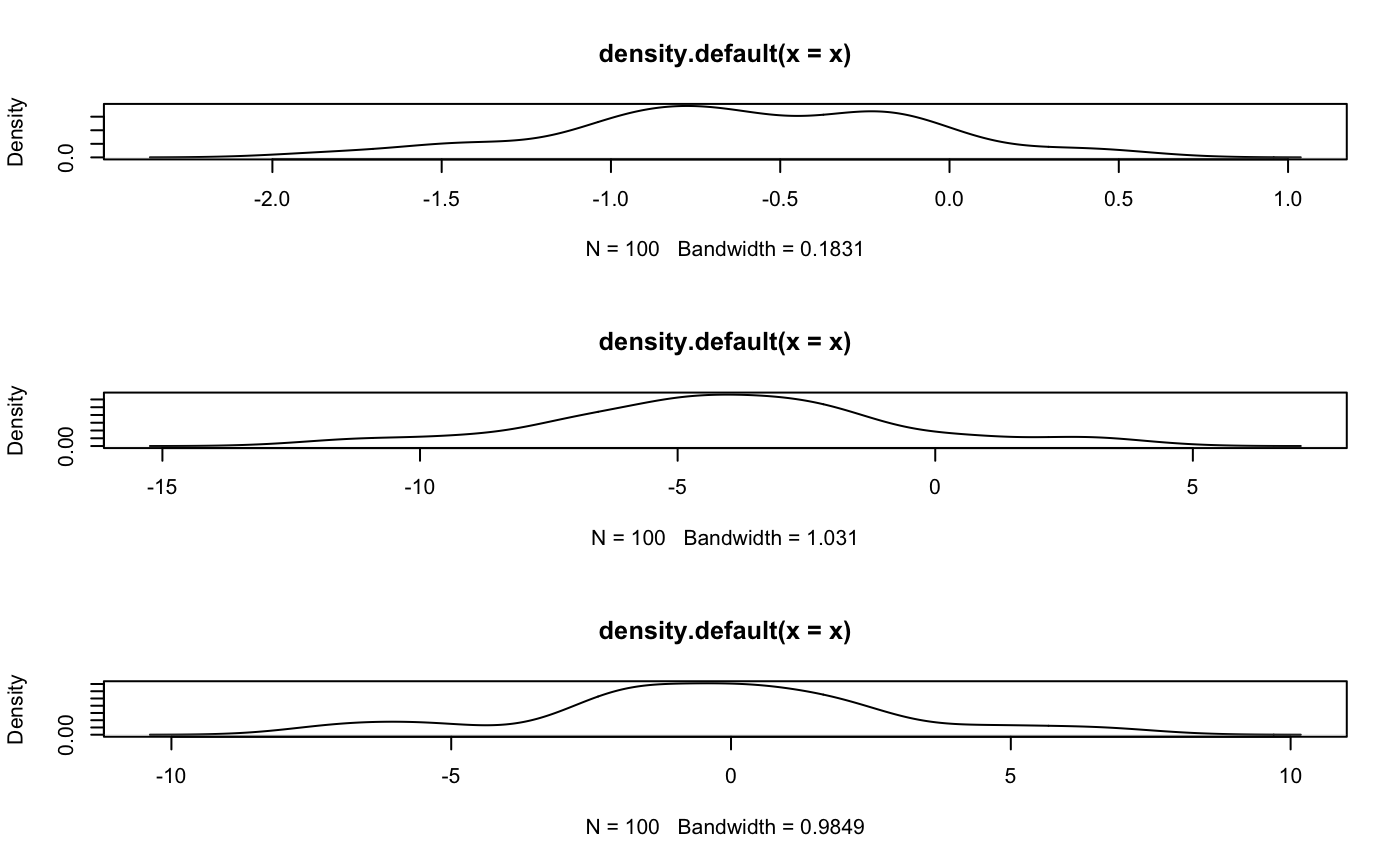 density.default(x = x)
Density
0.0
-2.0 -1.5 -1.0 -0.5 0.0 0.5 1.0
N = 100 Bandwidth = 0.1831
density.default(x = x)
Density
0.00
-15 -10 -5 0 5
N = 100 Bandwidth = 1.031
density.default(x = x)
Density
0.00
-10 -5 0 5 10
N = 100 Bandwidth = 0.9849